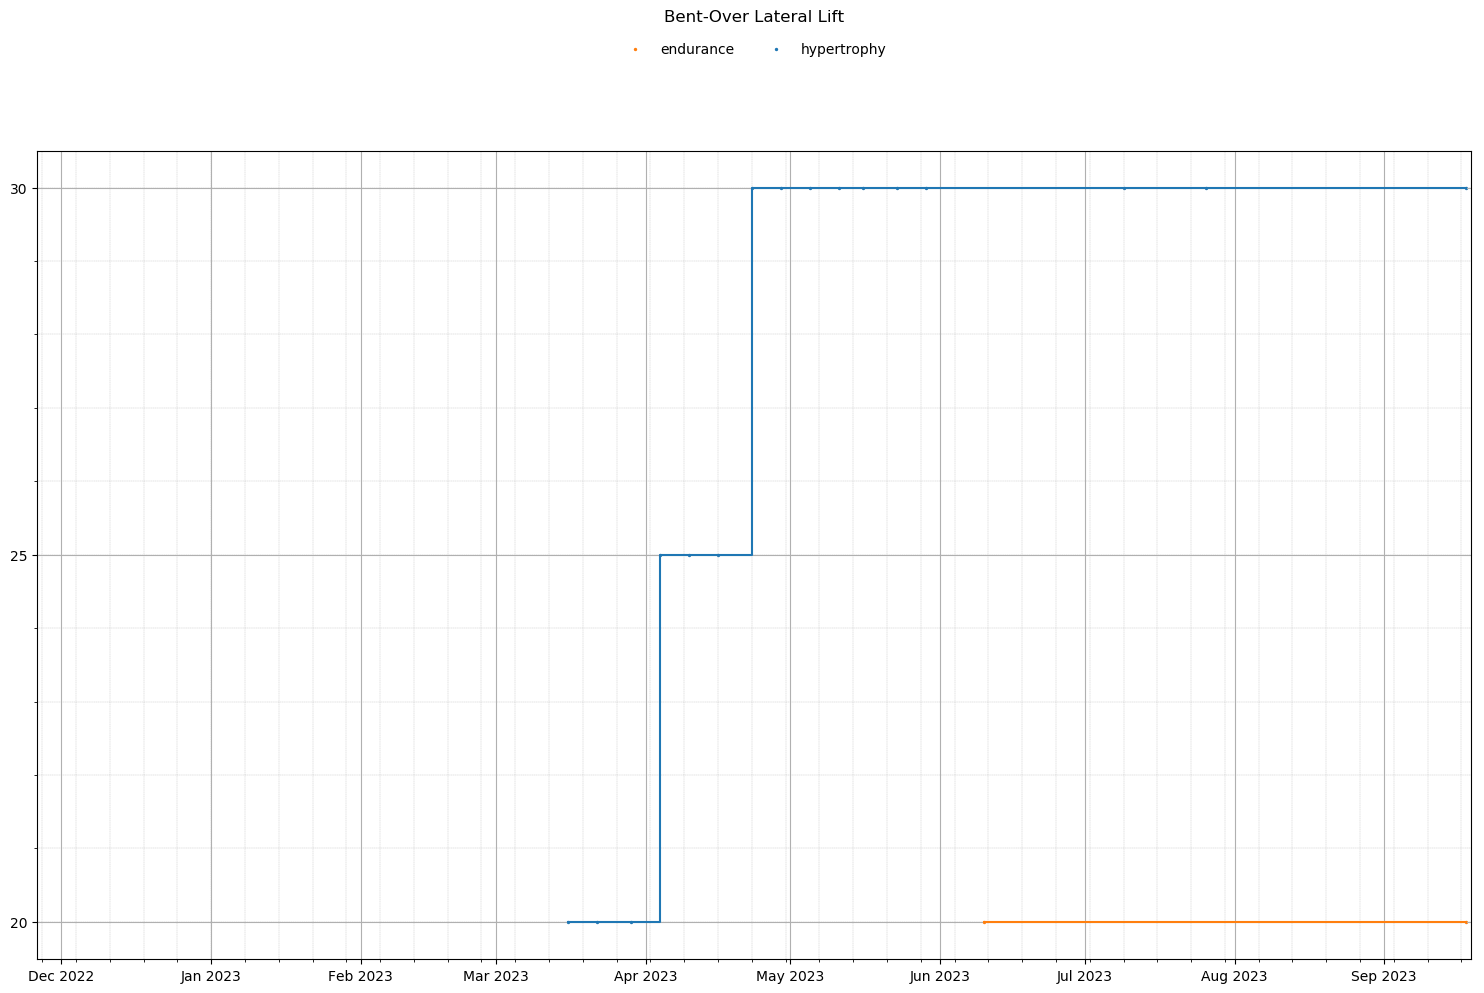 Bent-Over Lateral Lift
endurance hypertrophy
30
25
20
Dec 2022 Jan 2023 Feb 2023 Mar 2023 Apr 2023 May 2023 Jun 2023 Jul 2023 Aug 2023 Sep 2023